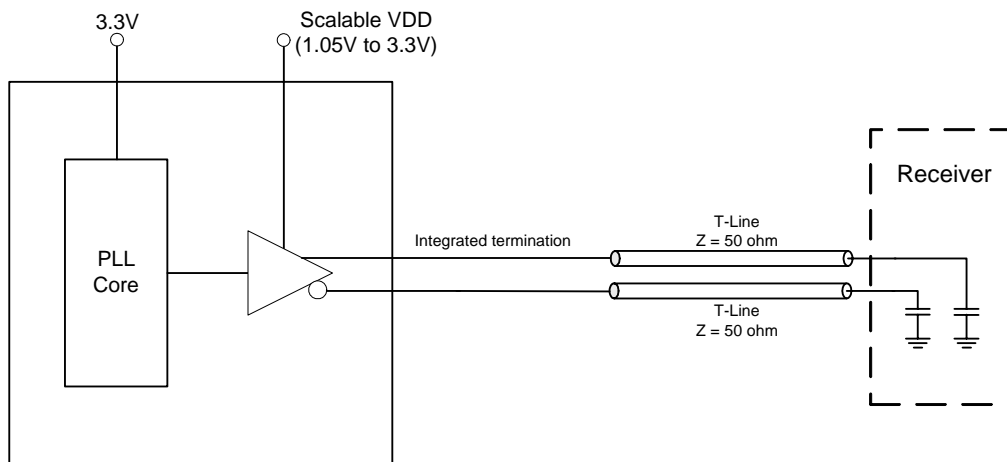 3.3V
Scalable VDD
(1.05V to 3.3V)
Receiver
T-Line
Z = 50 ohm
Integrated termination
PLL
Core
T-Line
Z = 50 ohm